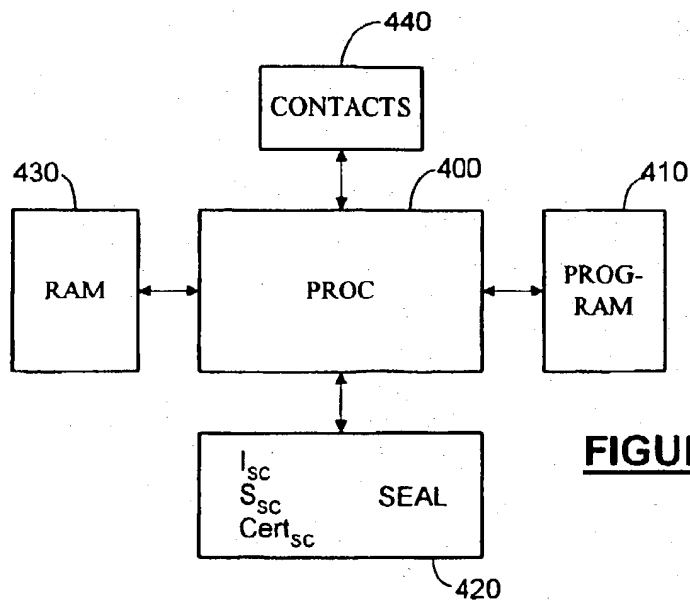 440
CONTACTS
430
400
410
RAM
PROC
PROG-
RAM
I_SC
S_SC SEAL
Cert_SC
420